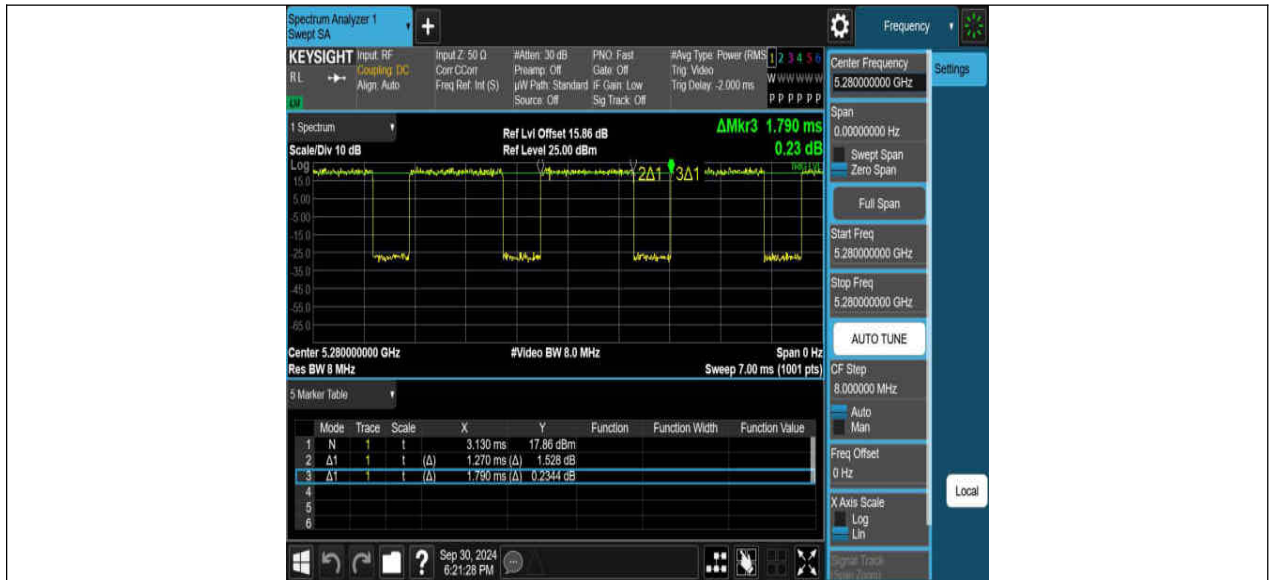 Spectrum Analyzer 1
Swept SA
+
Frequency
KEYSIGHT
RL
Input: RF
Coupling: DC
Align: Auto
Input Z: 50 Ω
Corr CCorr
Freq Ref: Int (S)
#Atten: 30 dB
Preamp: Off
µW Path: Standard
Source: Off
PNO: Fast
Gate: Off
IF Gain: Low
Sig Track: Off
#Avg Type: Power (RMS
Trig: Video
Trig Delay: -2.000 ms
1 2 3 4 5 6
W W W W W W
P P P P P P
1 Spectrum
Scale/Div 10 dB
Ref Lvl Offset 15.86 dB
Ref Level 25.00 dBm
ΔMkr3 1.790 ms
0.23 dB
Log
TRIG LVL
15.0
5.00
-5.00
-15.0
-25.0
-35.0
-45.0
-55.0
-65.0
1
2Δ1
3Δ1
Center 5.280000000 GHz
Res BW 8 MHz
#Video BW 8.0 MHz
Span 0 Hz
Sweep 7.00 ms (1001 pts)
5 Marker Table
Mode Trace Scale X Y Function Function Width Function Value
1 N 1 t 3.130 ms 17.86 dBm
2 Δ1 1 t (Δ) 1.270 ms (Δ) 1.528 dB
3 Δ1 1 t (Δ) 1.790 ms (Δ) 0.2344 dB
4
5
6
Sep 30, 2024
6:21:28 PM
Center Frequency
5.280000000 GHz
Settings
Span
0.00000000 Hz
Swept Span
Zero Span
Full Span
Start Freq
5.280000000 GHz
Stop Freq
5.280000000 GHz
AUTO TUNE
CF Step
8.000000 MHz
Auto
Man
Freq Offset
0 Hz
X Axis Scale
Log
Lin
Local
Signal Track
(Span Zoom)